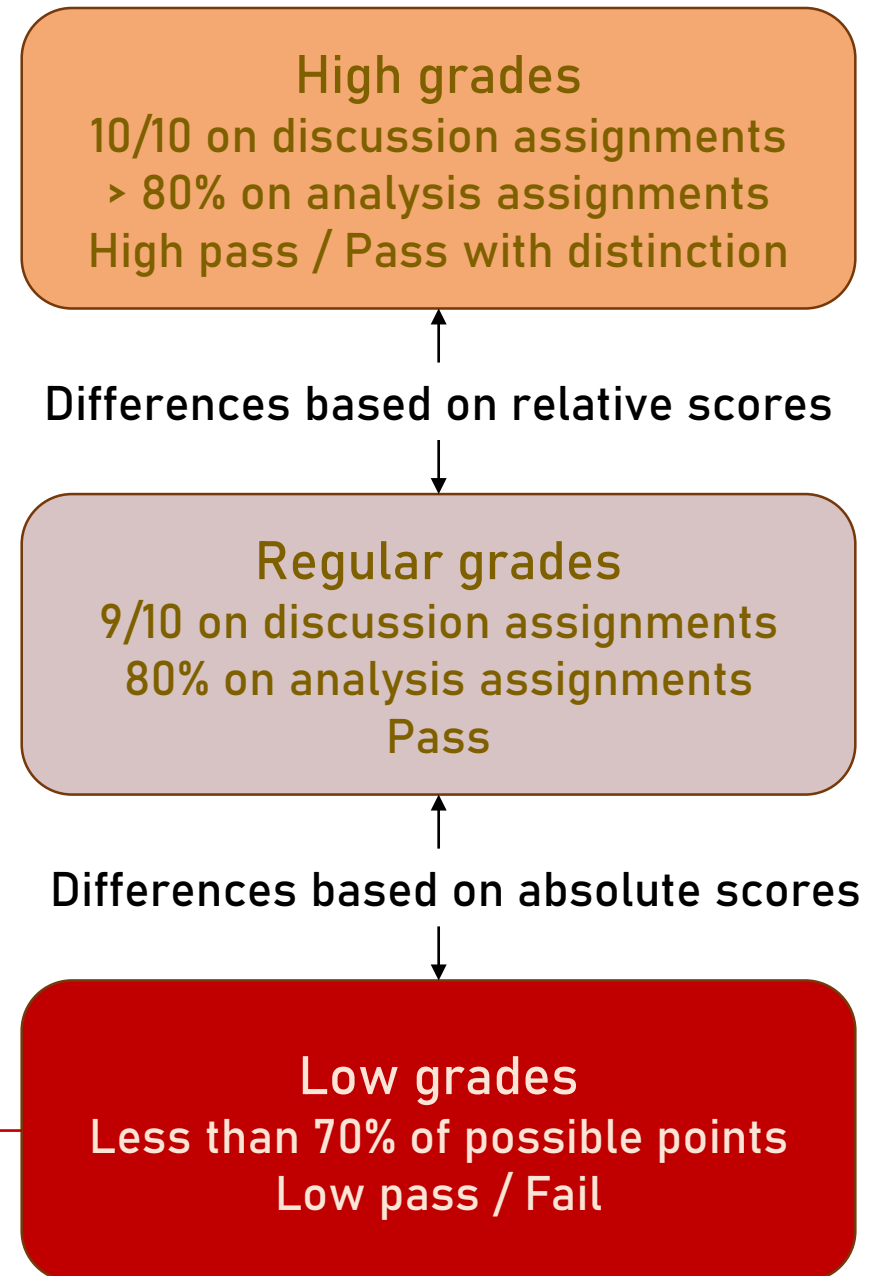 High grades
10/10 on discussion assignments
> 80% on analysis assignments
High pass / Pass with distinction
Differences based on relative scores
Regular grades
9/10 on discussion assignments
80% on analysis assignments
Pass
Differences based on absolute scores
Low grades
Less than 70% of possible points
Low pass / Fail